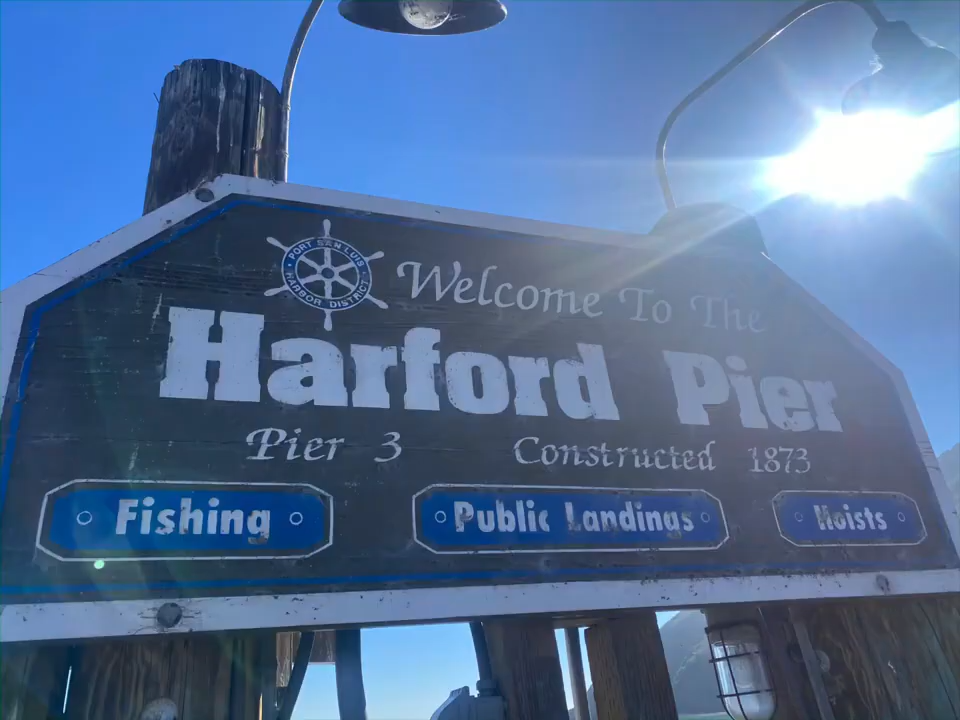 PORT SAN LUIS
HARBOR DISTRICT
Welcome To The
Harford Pier
Pier 3 Constructed 1873
Fishing Public Landings Hoists